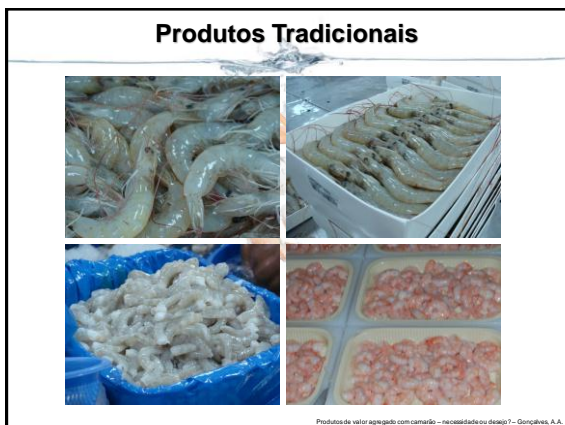 Produtos Tradicionais
Produtos de valor agregado com camarão – necessidade ou desejo? – Gonçalves, A.A.